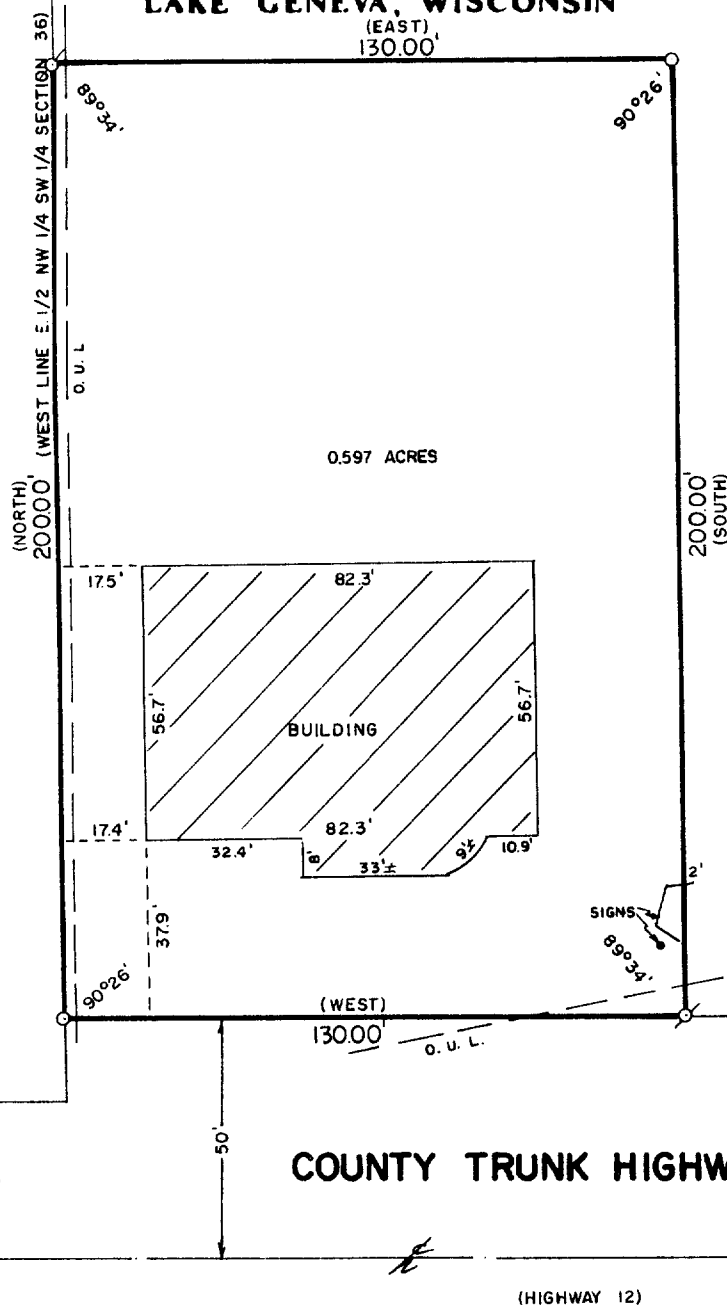 LAKE GENEVA, WISCONSIN
(EAST)
130.00'
89°34'
90°26'
(WEST LINE E. 1/2 NW 1/4 SW 1/4 SECTION 36)
O. U. L
0.597 ACRES
(NORTH)
200.00'
200.00'
(SOUTH)
17.5'
82.3'
56.7'
56.7'
BUILDING
17.4'
82.3'
32.4'
8'
33'±
9'±
10.9'
2'
SIGNS
37.9'
89°34'
90°26'
(WEST)
130.00'
O. U. L.
50'
COUNTY TRUNK HIGHW
(HIGHWAY 12)